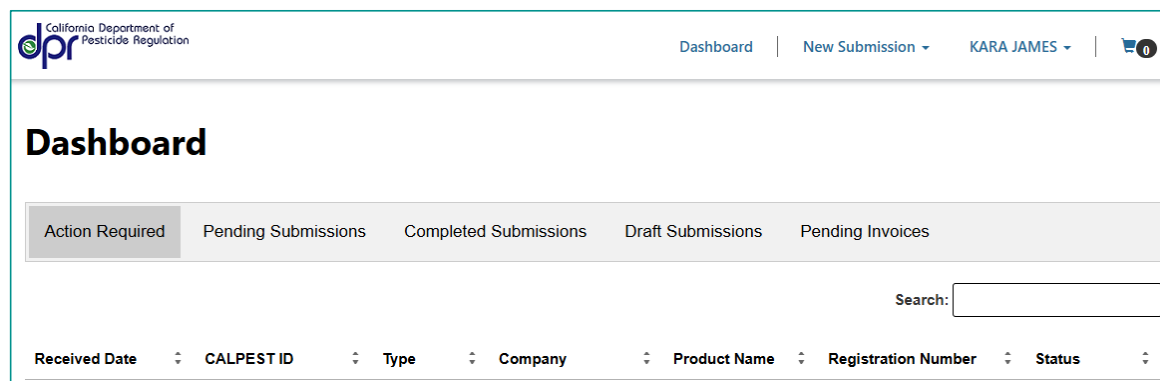 California Department of
dpr Pesticide Regulation
Dashboard New Submission KARA JAMES 0
Dashboard
Action Required Pending Submissions Completed Submissions Draft Submissions Pending Invoices
Search:
Received Date CALPEST ID Type Company Product Name Registration Number Status